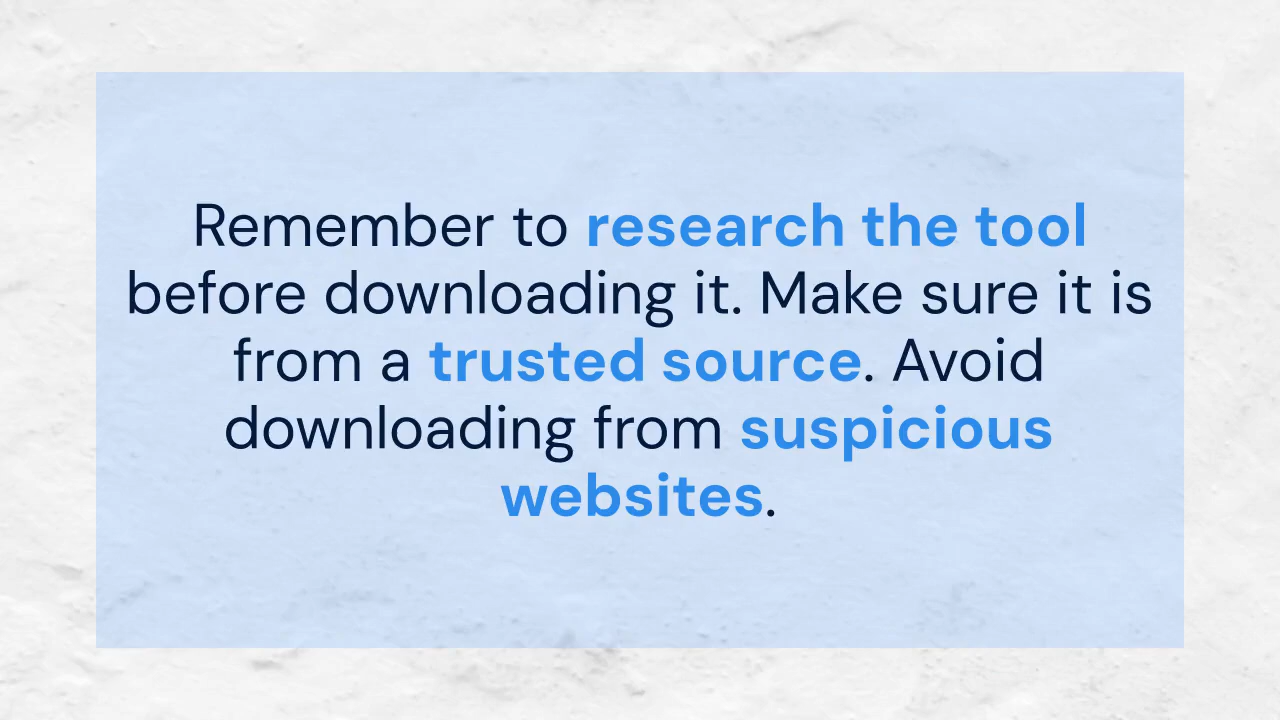 Remember to research the tool
before downloading it. Make sure it is
from a trusted source. Avoid
downloading from suspicious
websites.